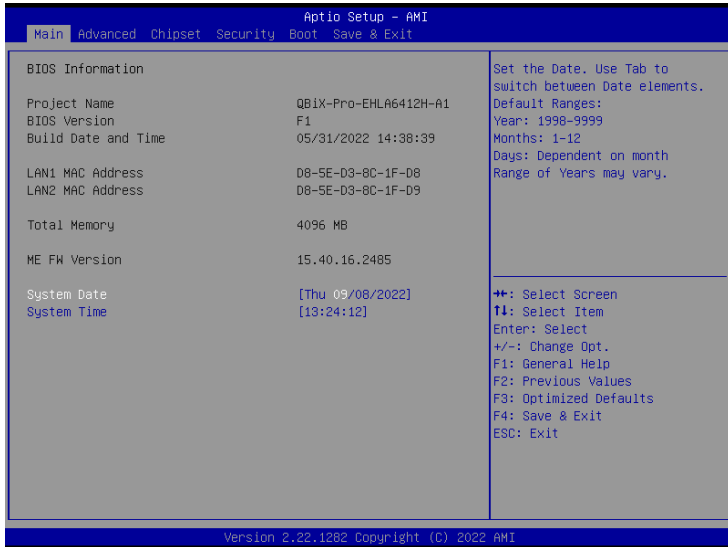 Aptio Setup - AMI
Main Advanced Chipset Security Boot Save & Exit
BIOS Information
Project Name QBiX-Pro-EHLA6412H-A1
BIOS Version F1
Build Date and Time 05/31/2022 14:38:39
LAN1 MAC Address D8-5E-D3-8C-1F-D8
LAN2 MAC Address D8-5E-D3-8C-1F-D9
Total Memory 4096 MB
ME FW Version 15.40.16.2485
System Date [Thu 09/08/2022]
System Time [13:24:12]
Set the Date. Use Tab to
switch between Date elements.
Default Ranges:
Year: 1998-9999
Months: 1-12
Days: Dependent on month
Range of Years may vary.
→←: Select Screen
↑↓: Select Item
Enter: Select
+/-: Change Opt.
F1: General Help
F2: Previous Values
F3: Optimized Defaults
F4: Save & Exit
ESC: Exit
Version 2.22.1282 Copyright (C) 2022 AMI